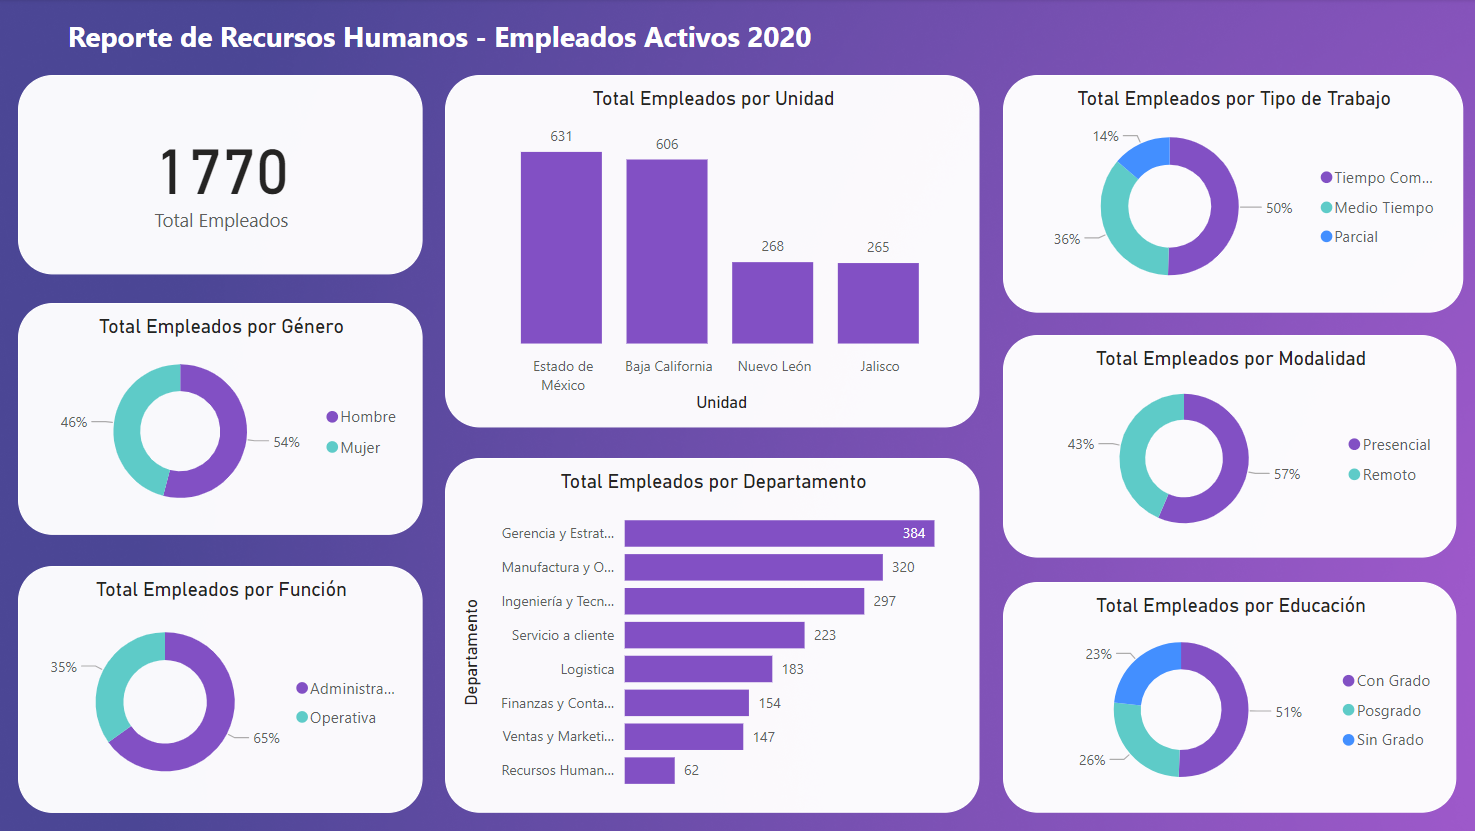 Reporte de Recursos Humanos - Empleados Activos 2020
1770
Total Empleados
Total Empleados por Género
46%
54%
Hombre
Mujer
Total Empleados por Función
35%
65%
Administra...
Operativa
Total Empleados por Unidad
631
606
268
265
Estado de
México
Baja California
Nuevo León
Jalisco
Unidad
Total Empleados por Departamento
Departamento
Gerencia y Estrat... 384
Manufactura y O... 320
Ingeniería y Tecn... 297
Servicio a cliente 223
Logistica 183
Finanzas y Conta... 154
Ventas y Marketi... 147
Recursos Human... 62
Total Empleados por Tipo de Trabajo
14%
36%
50%
Tiempo Com...
Medio Tiempo
Parcial
Total Empleados por Modalidad
43%
57%
Presencial
Remoto
Total Empleados por Educación
23%
51%
26%
Con Grado
Posgrado
Sin Grado